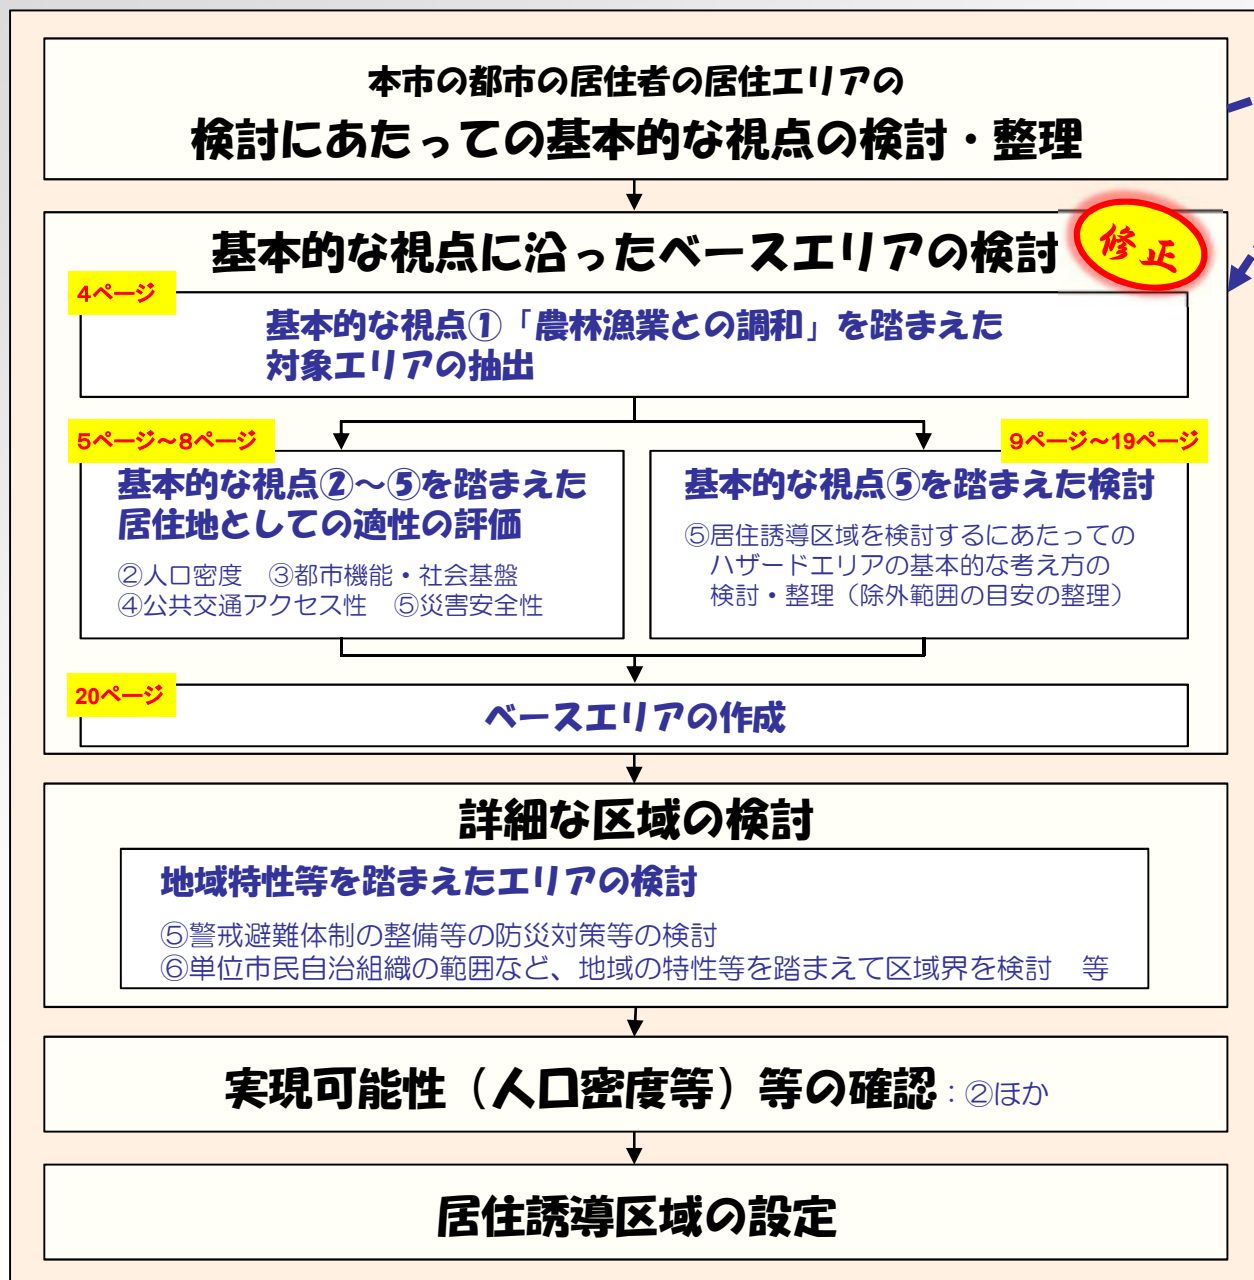 本市の都市の居住者の居住エリアの
検討にあたっての基本的な視点の検討・整理
基本的な視点に沿ったベースエリアの検討
修正
4ページ
基本的な視点①「農林漁業との調和」を踏まえた
対象エリアの抽出
5ページ～8ページ
基本的な視点②～⑤を踏まえた
居住地としての適性の評価
②人口密度　③都市機能・社会基盤
④公共交通アクセス性　⑤災害安全性
9ページ～19ページ
基本的な視点⑤を踏まえた検討
⑤居住誘導区域を検討するにあたっての
ハザードエリアの基本的な考え方の
検討・整理（除外範囲の目安の整理）
20ページ
ベースエリアの作成
詳細な区域の検討
地域特性等を踏まえたエリアの検討
⑤警戒避難体制の整備等の防災対策等の検討
⑥単位市民自治組織の範囲など、地域の特性等を踏まえて区域界を検討　等
実現可能性（人口密度等）等の確認：②ほか
居住誘導区域の設定